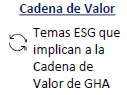 Cadena de Valor
Temas ESG que
implican a la
Cadena de
Valor de GHA